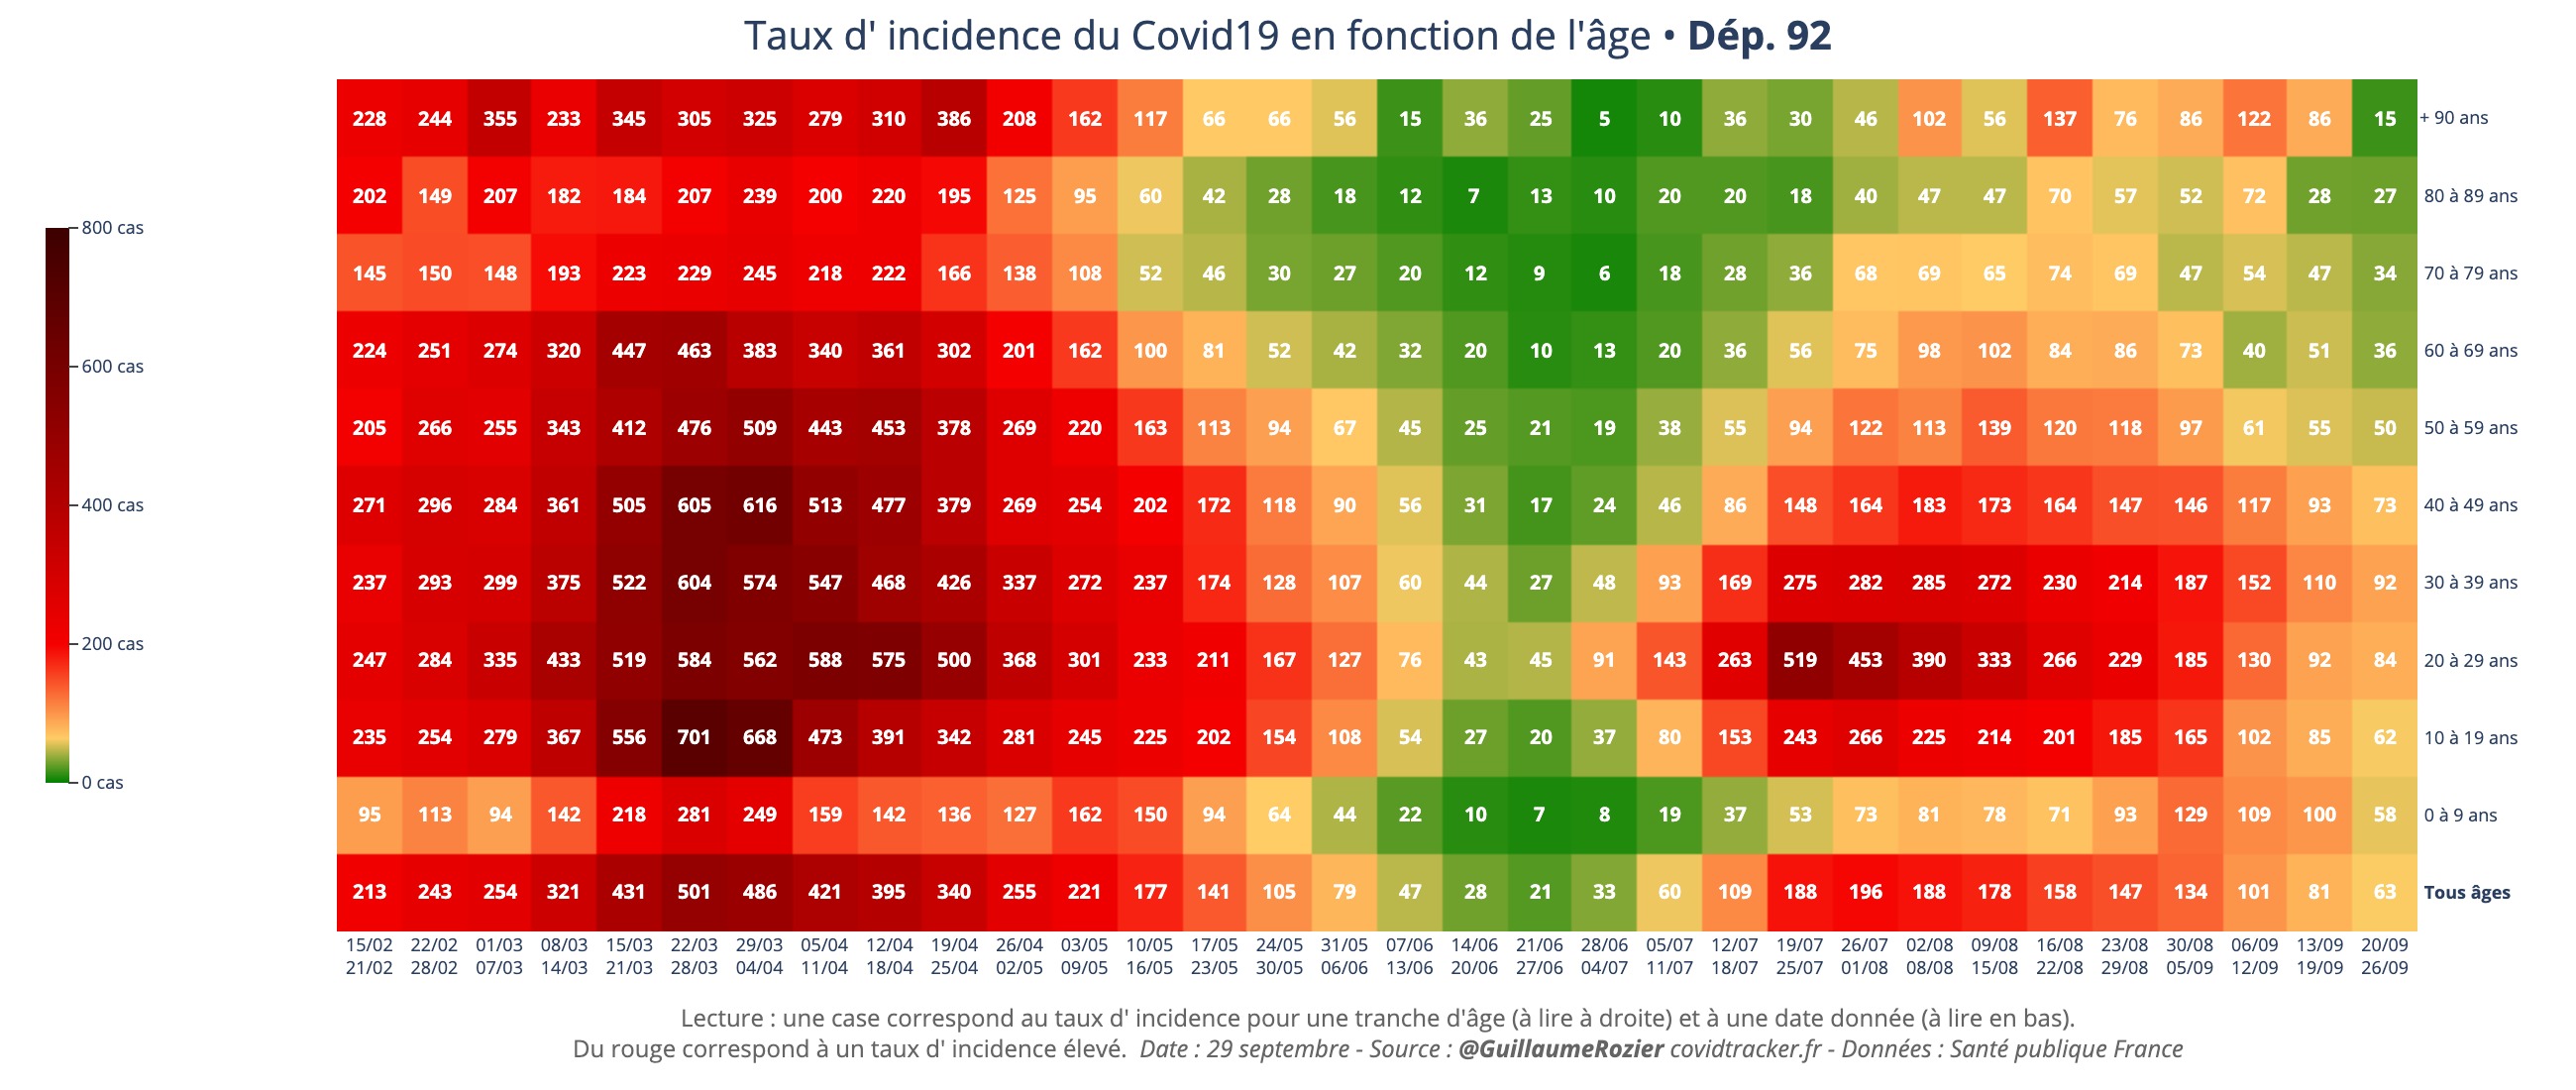 Taux d' incidence du Covid19 en fonction de l'âge • Dép. 92
800 cas
600 cas
400 cas
200 cas
0 cas
228 244 355 233 345 305 325 279 310 386 208 162 117 66 66 56 15 36 25 5 10 36 30 46 102 56 137 76 86 122 86 15 + 90 ans
202 149 207 182 184 207 239 200 220 195 125 95 60 42 28 18 12 7 13 10 20 20 18 40 47 47 70 57 52 72 28 27 80 à 89 ans
145 150 148 193 223 229 245 218 222 166 138 108 52 46 30 27 20 12 9 6 18 28 36 68 69 65 74 69 47 54 47 34 70 à 79 ans
224 251 274 320 447 463 383 340 361 302 201 162 100 81 52 42 32 20 10 13 20 36 56 75 98 102 84 86 73 40 51 36 60 à 69 ans
205 266 255 343 412 476 509 443 453 378 269 220 163 113 94 67 45 25 21 19 38 55 94 122 113 139 120 118 97 61 55 50 50 à 59 ans
271 296 284 361 505 605 616 513 477 379 269 254 202 172 118 90 56 31 17 24 46 86 148 164 183 173 164 147 146 117 93 73 40 à 49 ans
237 293 299 375 522 604 574 547 468 426 337 272 237 174 128 107 60 44 27 48 93 169 275 282 285 272 230 214 187 152 110 92 30 à 39 ans
247 284 335 433 519 584 562 588 575 500 368 301 233 211 167 127 76 43 45 91 143 263 519 453 390 333 266 229 185 130 92 84 20 à 29 ans
235 254 279 367 556 701 668 473 391 342 281 245 225 202 154 108 54 27 20 37 80 153 243 266 225 214 201 185 165 102 85 62 10 à 19 ans
95 113 94 142 218 281 249 159 142 136 127 162 150 94 64 44 22 10 7 8 19 37 53 73 81 78 71 93 129 109 100 58 0 à 9 ans
213 243 254 321 431 501 486 421 395 340 255 221 177 141 105 79 47 28 21 33 60 109 188 196 188 178 158 147 134 101 81 63 Tous âges
15/02 22/02 01/03 08/03 15/03 22/03 29/03 05/04 12/04 19/04 26/04 03/05 10/05 17/05 24/05 31/05 07/06 14/06 21/06 28/06 05/07 12/07 19/07 26/07 02/08 09/08 16/08 23/08 30/08 06/09 13/09 20/09
21/02 28/02 07/03 14/03 21/03 28/03 04/04 11/04 18/04 25/04 02/05 09/05 16/05 23/05 30/05 06/06 13/06 20/06 27/06 04/07 11/07 18/07 25/07 01/08 08/08 15/08 22/08 29/08 05/09 12/09 19/09 26/09
Lecture : une case correspond au taux d' incidence pour une tranche d'âge (à lire à droite) et à une date donnée (à lire en bas).
Du rouge correspond à un taux d' incidence élevé. Date : 29 septembre - Source : @GuillaumeRozier covidtracker.fr - Données : Santé publique France